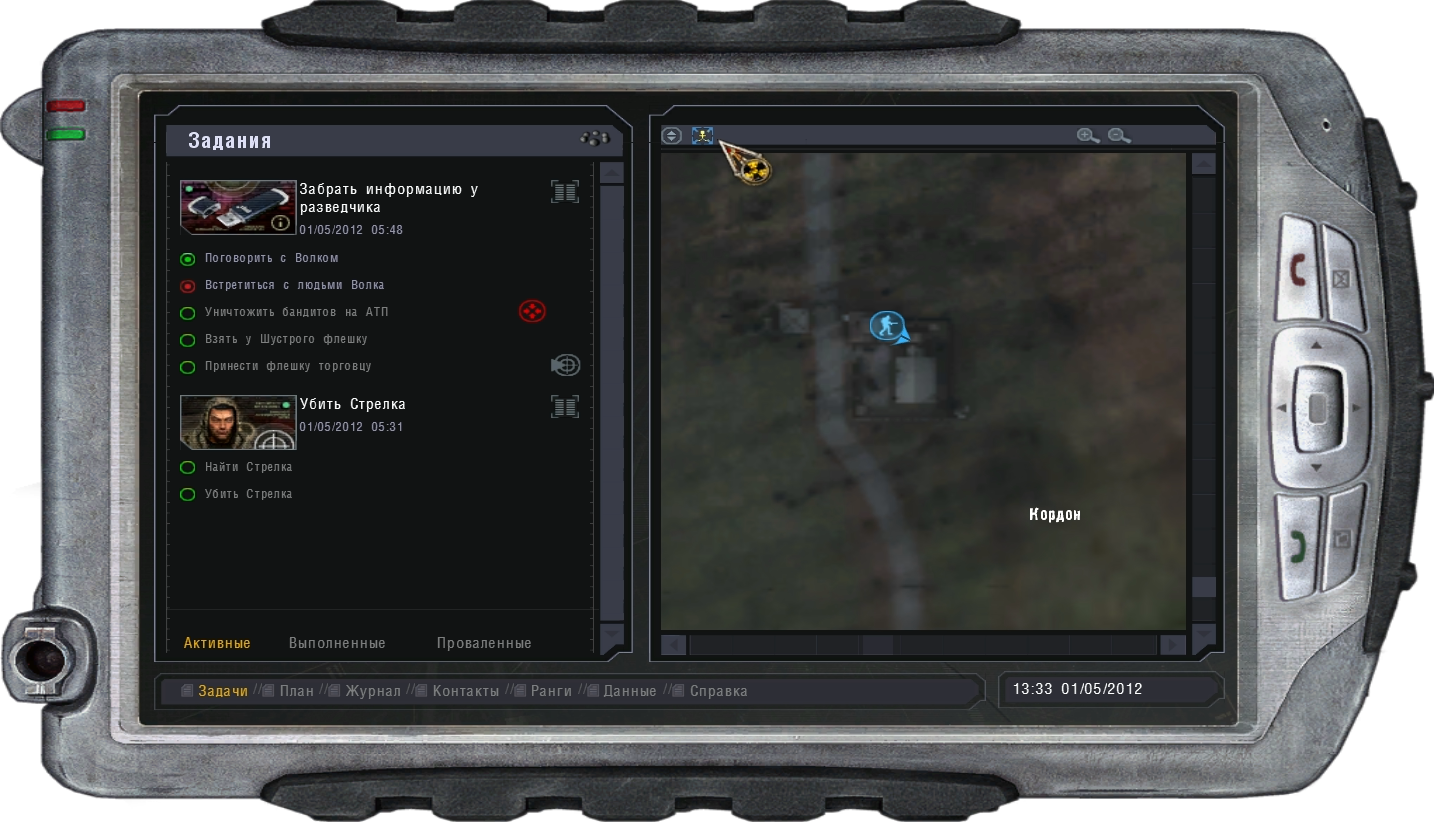 Задания
Забрать информацию у
разведчика
01/05/2012 05:48
Поговорить с Волком
Встретиться с людьми Волка
Уничтожить бандитов на АТП
Взять у Шустрого флешку
Принести флешку торговцу
Убить Стрелка
01/05/2012 05:31
Найти Стрелка
Убить Стрелка
Активные Выполненные Проваленные
Кордон
Задачи // План // Журнал // Контакты // Ранги // Данные // Справка
13:33 01/05/2012